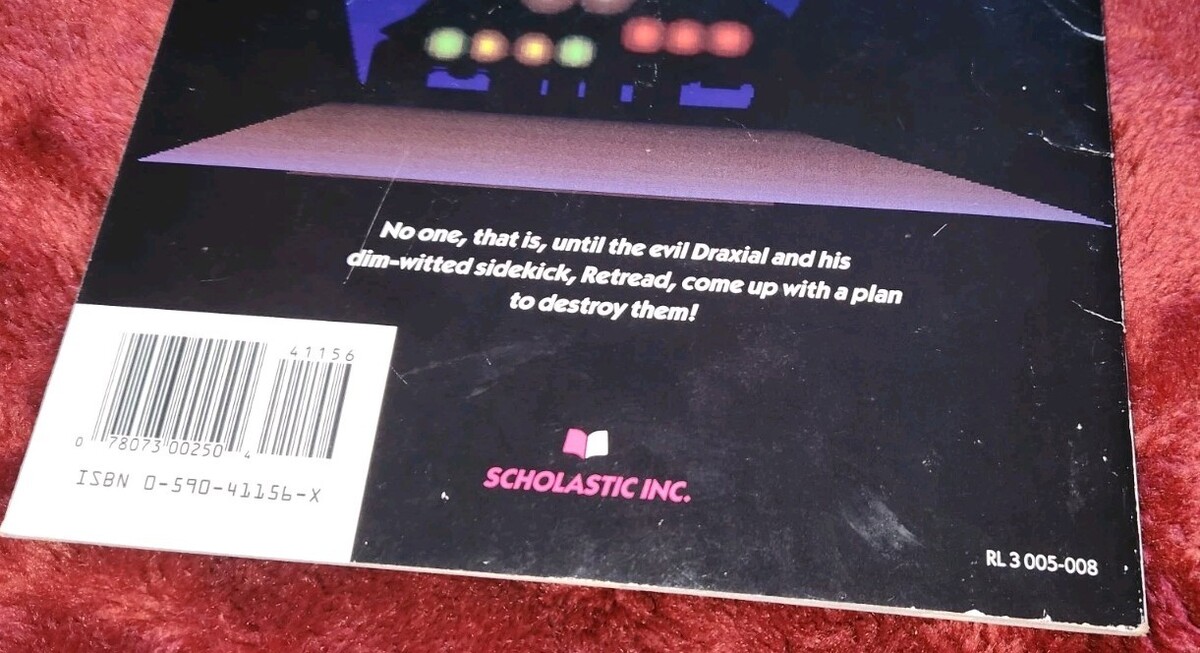 No one, that is, until the evil Draxial and his
dim-witted sidekick, Retread, come up with a plan
to destroy them!
41156
0 78073 00250 4
ISBN 0-590-41156-X
SCHOLASTIC INC.
RL 3 005-008